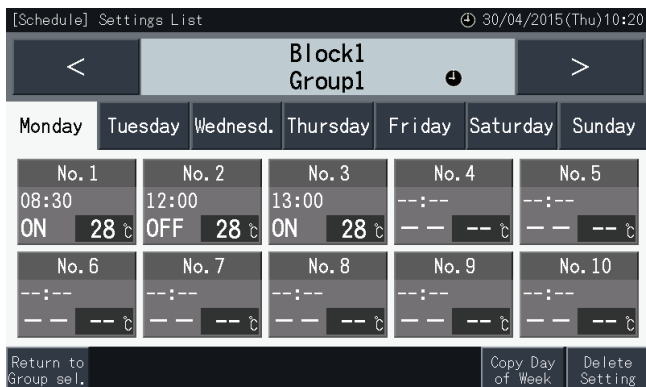 [Schedule] Settings List 30/04/2015(Thu)10:20
< Block1 >
Group1
Monday Tuesday Wednesd. Thursday Friday Saturday Sunday
No.1 No.2 No.3 No.4 No.5
08:30 12:00 13:00 --:-- --:--
ON 28℃ OFF 28℃ ON 28℃ -- --℃ -- --℃
No.6 No.7 No.8 No.9 No.10
--:-- --:-- --:-- --:-- --:--
-- --℃ -- --℃ -- --℃ -- --℃ -- --℃
Return to Copy Day Delete
Group sel. of Week Setting